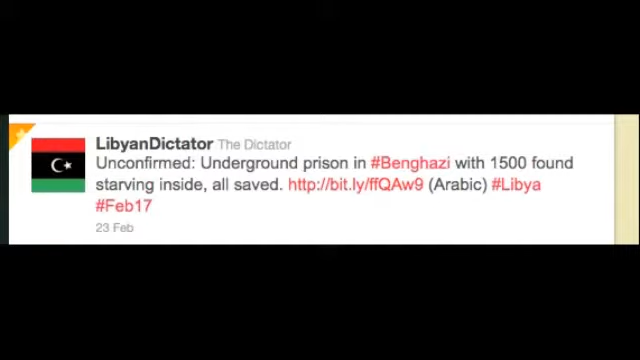 LibyanDictator The Dictator
Unconfirmed: Underground prison in #Benghazi with 1500 found
starving inside, all saved. http://bit.ly/ffQAw9 (Arabic) #Libya
#Feb17
23 Feb